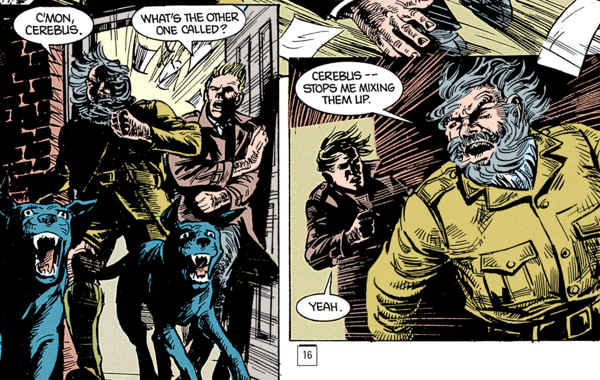 C'MON,
CEREBUS.
WHAT'S THE OTHER
ONE CALLED?
CEREBUS --
STOPS ME MIXING
THEM UP.
YEAH.
16